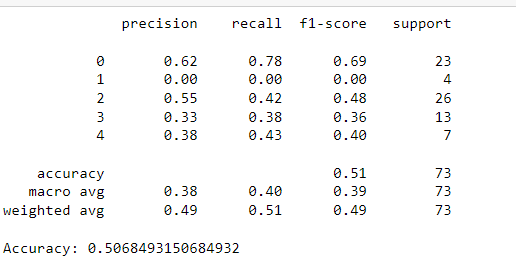 precision recall f1-score support
0 0.62 0.78 0.69 23
1 0.00 0.00 0.00 4
2 0.55 0.42 0.48 26
3 0.33 0.38 0.36 13
4 0.38 0.43 0.40 7
accuracy 0.51 73
macro avg 0.38 0.40 0.39 73
weighted avg 0.49 0.51 0.49 73
Accuracy: 0.5068493150684932